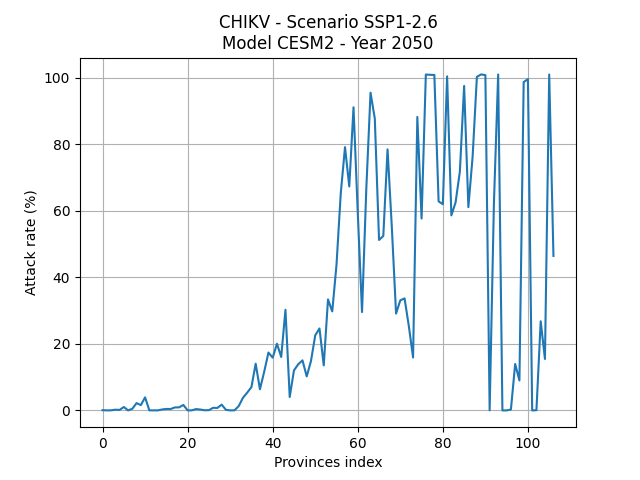 CHIKV - Scenario SSP1-2.6
Model CESM2 - Year 2050
100
80
60
40
20
0
Attack rate (%)
0 20 40 60 80 100
Provinces index